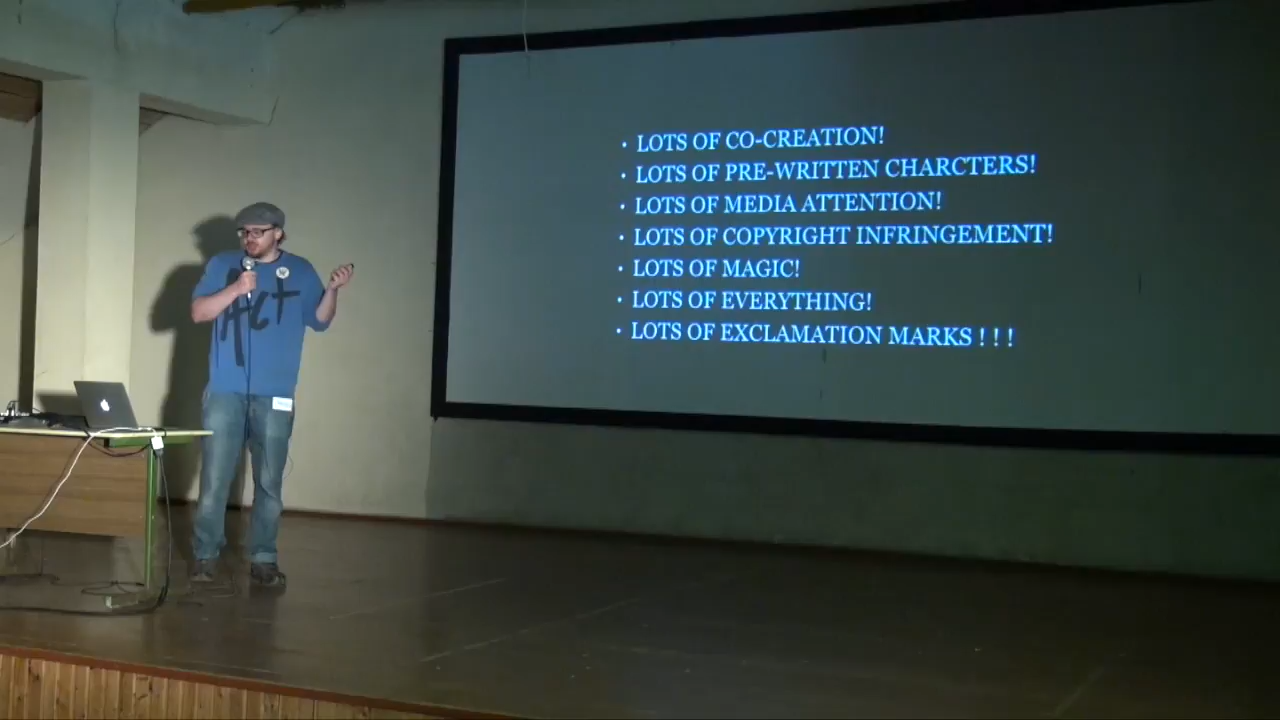 • LOTS OF CO-CREATION!
• LOTS OF PRE-WRITTEN CHARCTERS!
• LOTS OF MEDIA ATTENTION!
• LOTS OF COPYRIGHT INFRINGEMENT!
• LOTS OF MAGIC!
• LOTS OF EVERYTHING!
• LOTS OF EXCLAMATION MARKS ! ! !
ACT